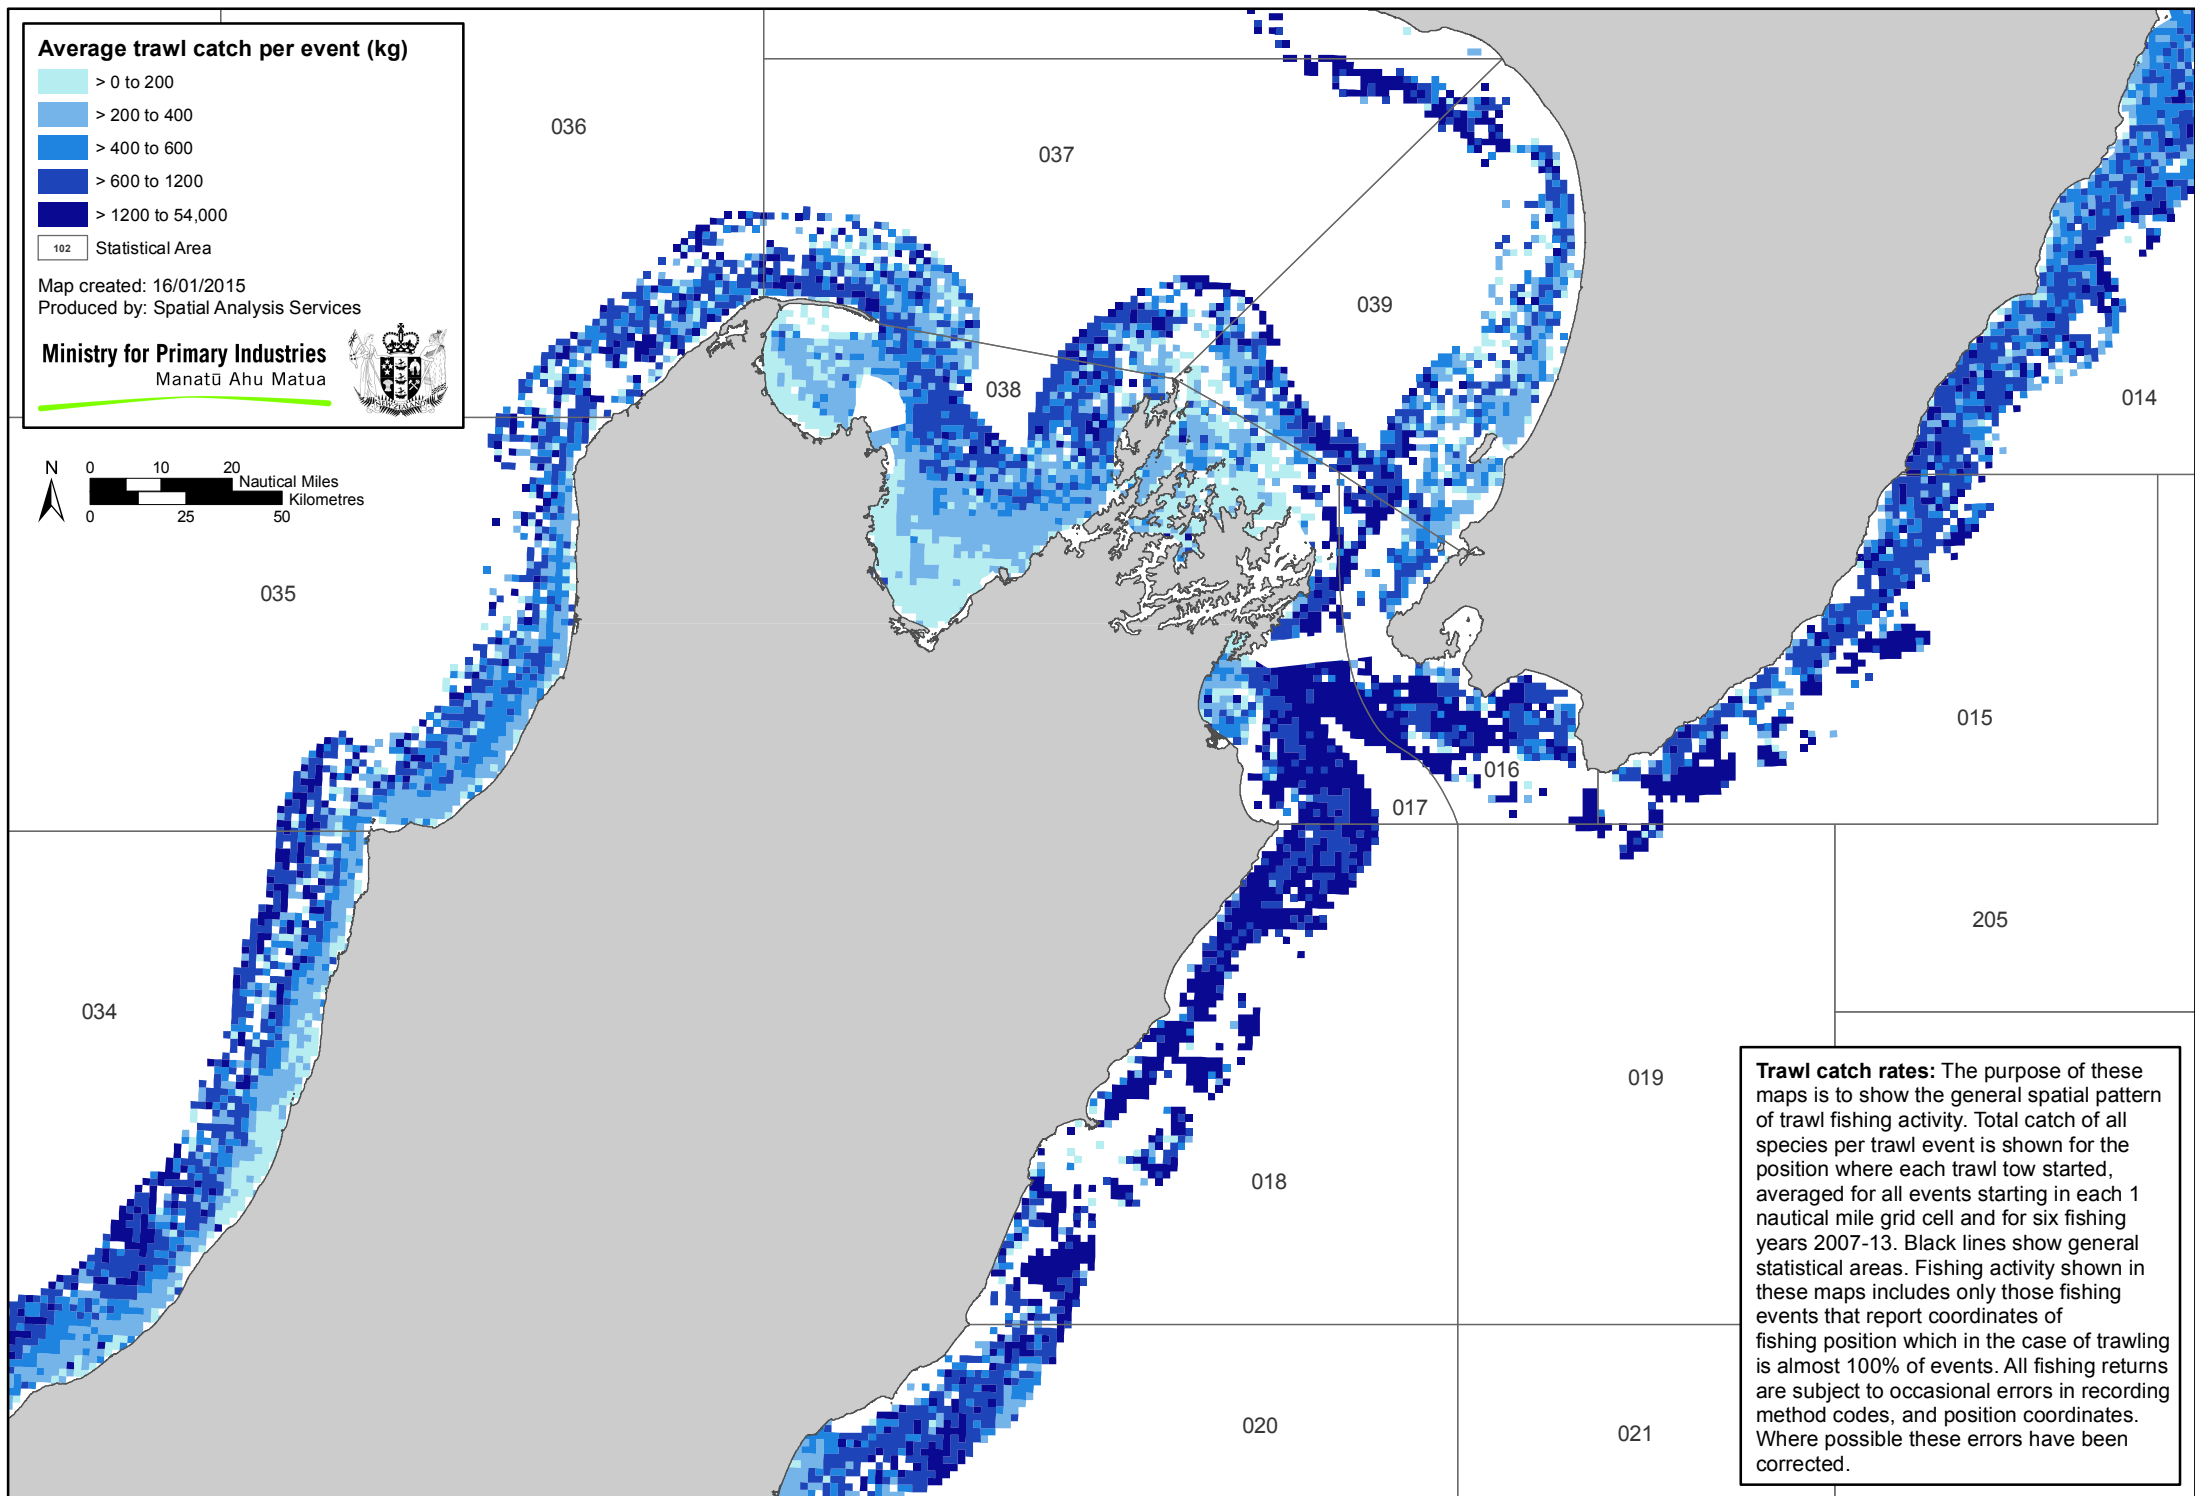 Average trawl catch per event (kg)
> 0 to 200
> 200 to 400
> 400 to 600
> 600 to 1200
> 1200 to 54,000
102 Statistical Area
Map created: 16/01/2015
Produced by: Spatial Analysis Services
Ministry for Primary Industries
Manatū Ahu Matua
N
0 10 20
Nautical Miles
Kilometres
0 25 50
036
037
039
038
014
035
015
016
017
205
034
019
018
020
021
Trawl catch rates: The purpose of these
maps is to show the general spatial pattern
of trawl fishing activity. Total catch of all
species per trawl event is shown for the
position where each trawl tow started,
averaged for all events starting in each 1
nautical mile grid cell and for six fishing
years 2007-13. Black lines show general
statistical areas. Fishing activity shown in
these maps includes only those fishing
events that report coordinates of
fishing position which in the case of trawling
is almost 100% of events. All fishing returns
are subject to occasional errors in recording
method codes, and position coordinates.
Where possible these errors have been
corrected.